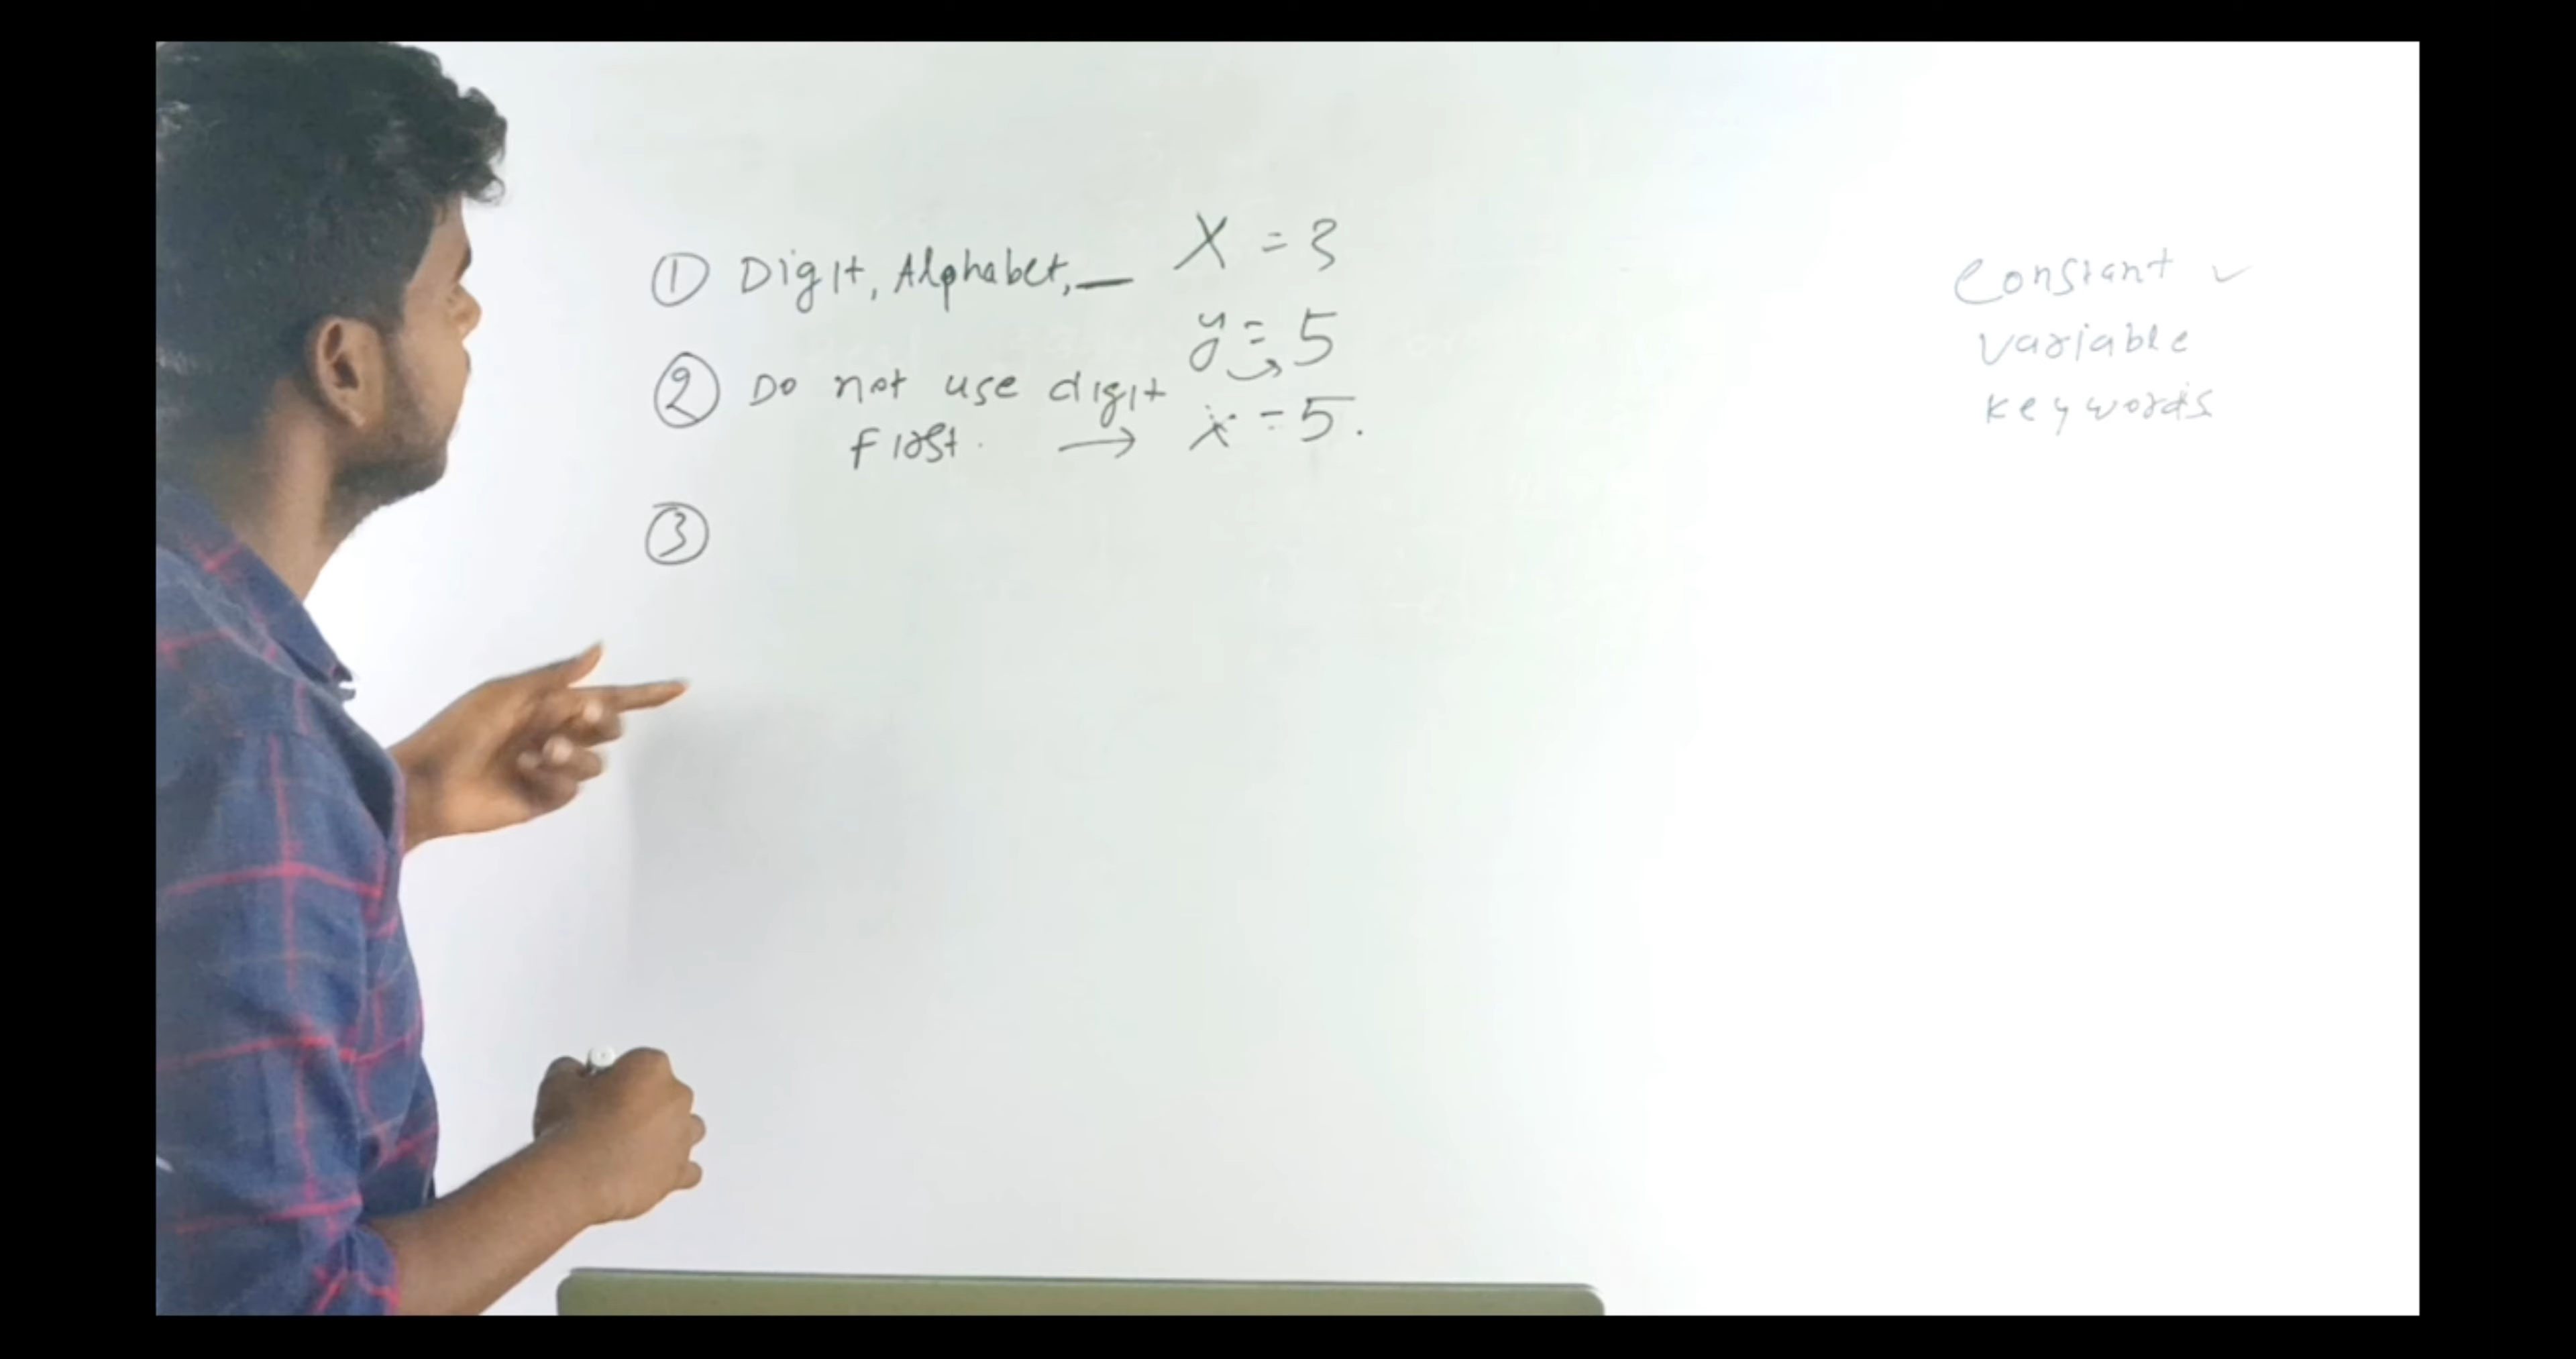 ① Digit, Alphabet, _
② Do not use digit
First. →
③
X = 3
y = 5
x = 5.
Constant ✓
Variable
Keywords